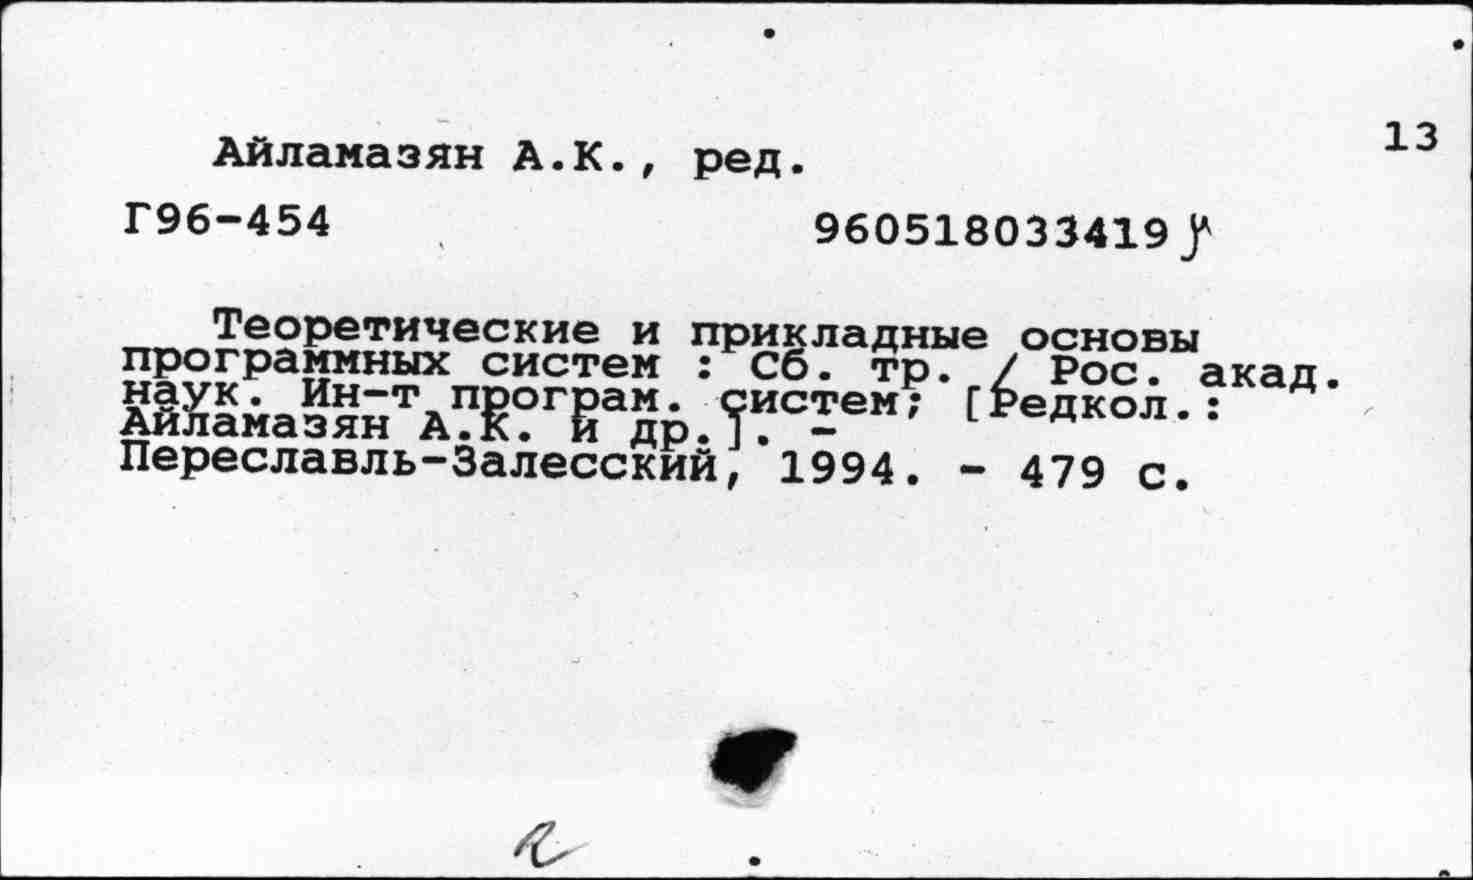 13
Айламазян А.К., ред.
Г96-454 960518033419
Теоретические и прикладные основы
программных систем : Сб. тр. / Рос. акад.
наук. Ин-т програм. систем; [Редкол.:
Айламазян А.К. и др.]. -
Переславль-Залесский, 1994. - 479 с.